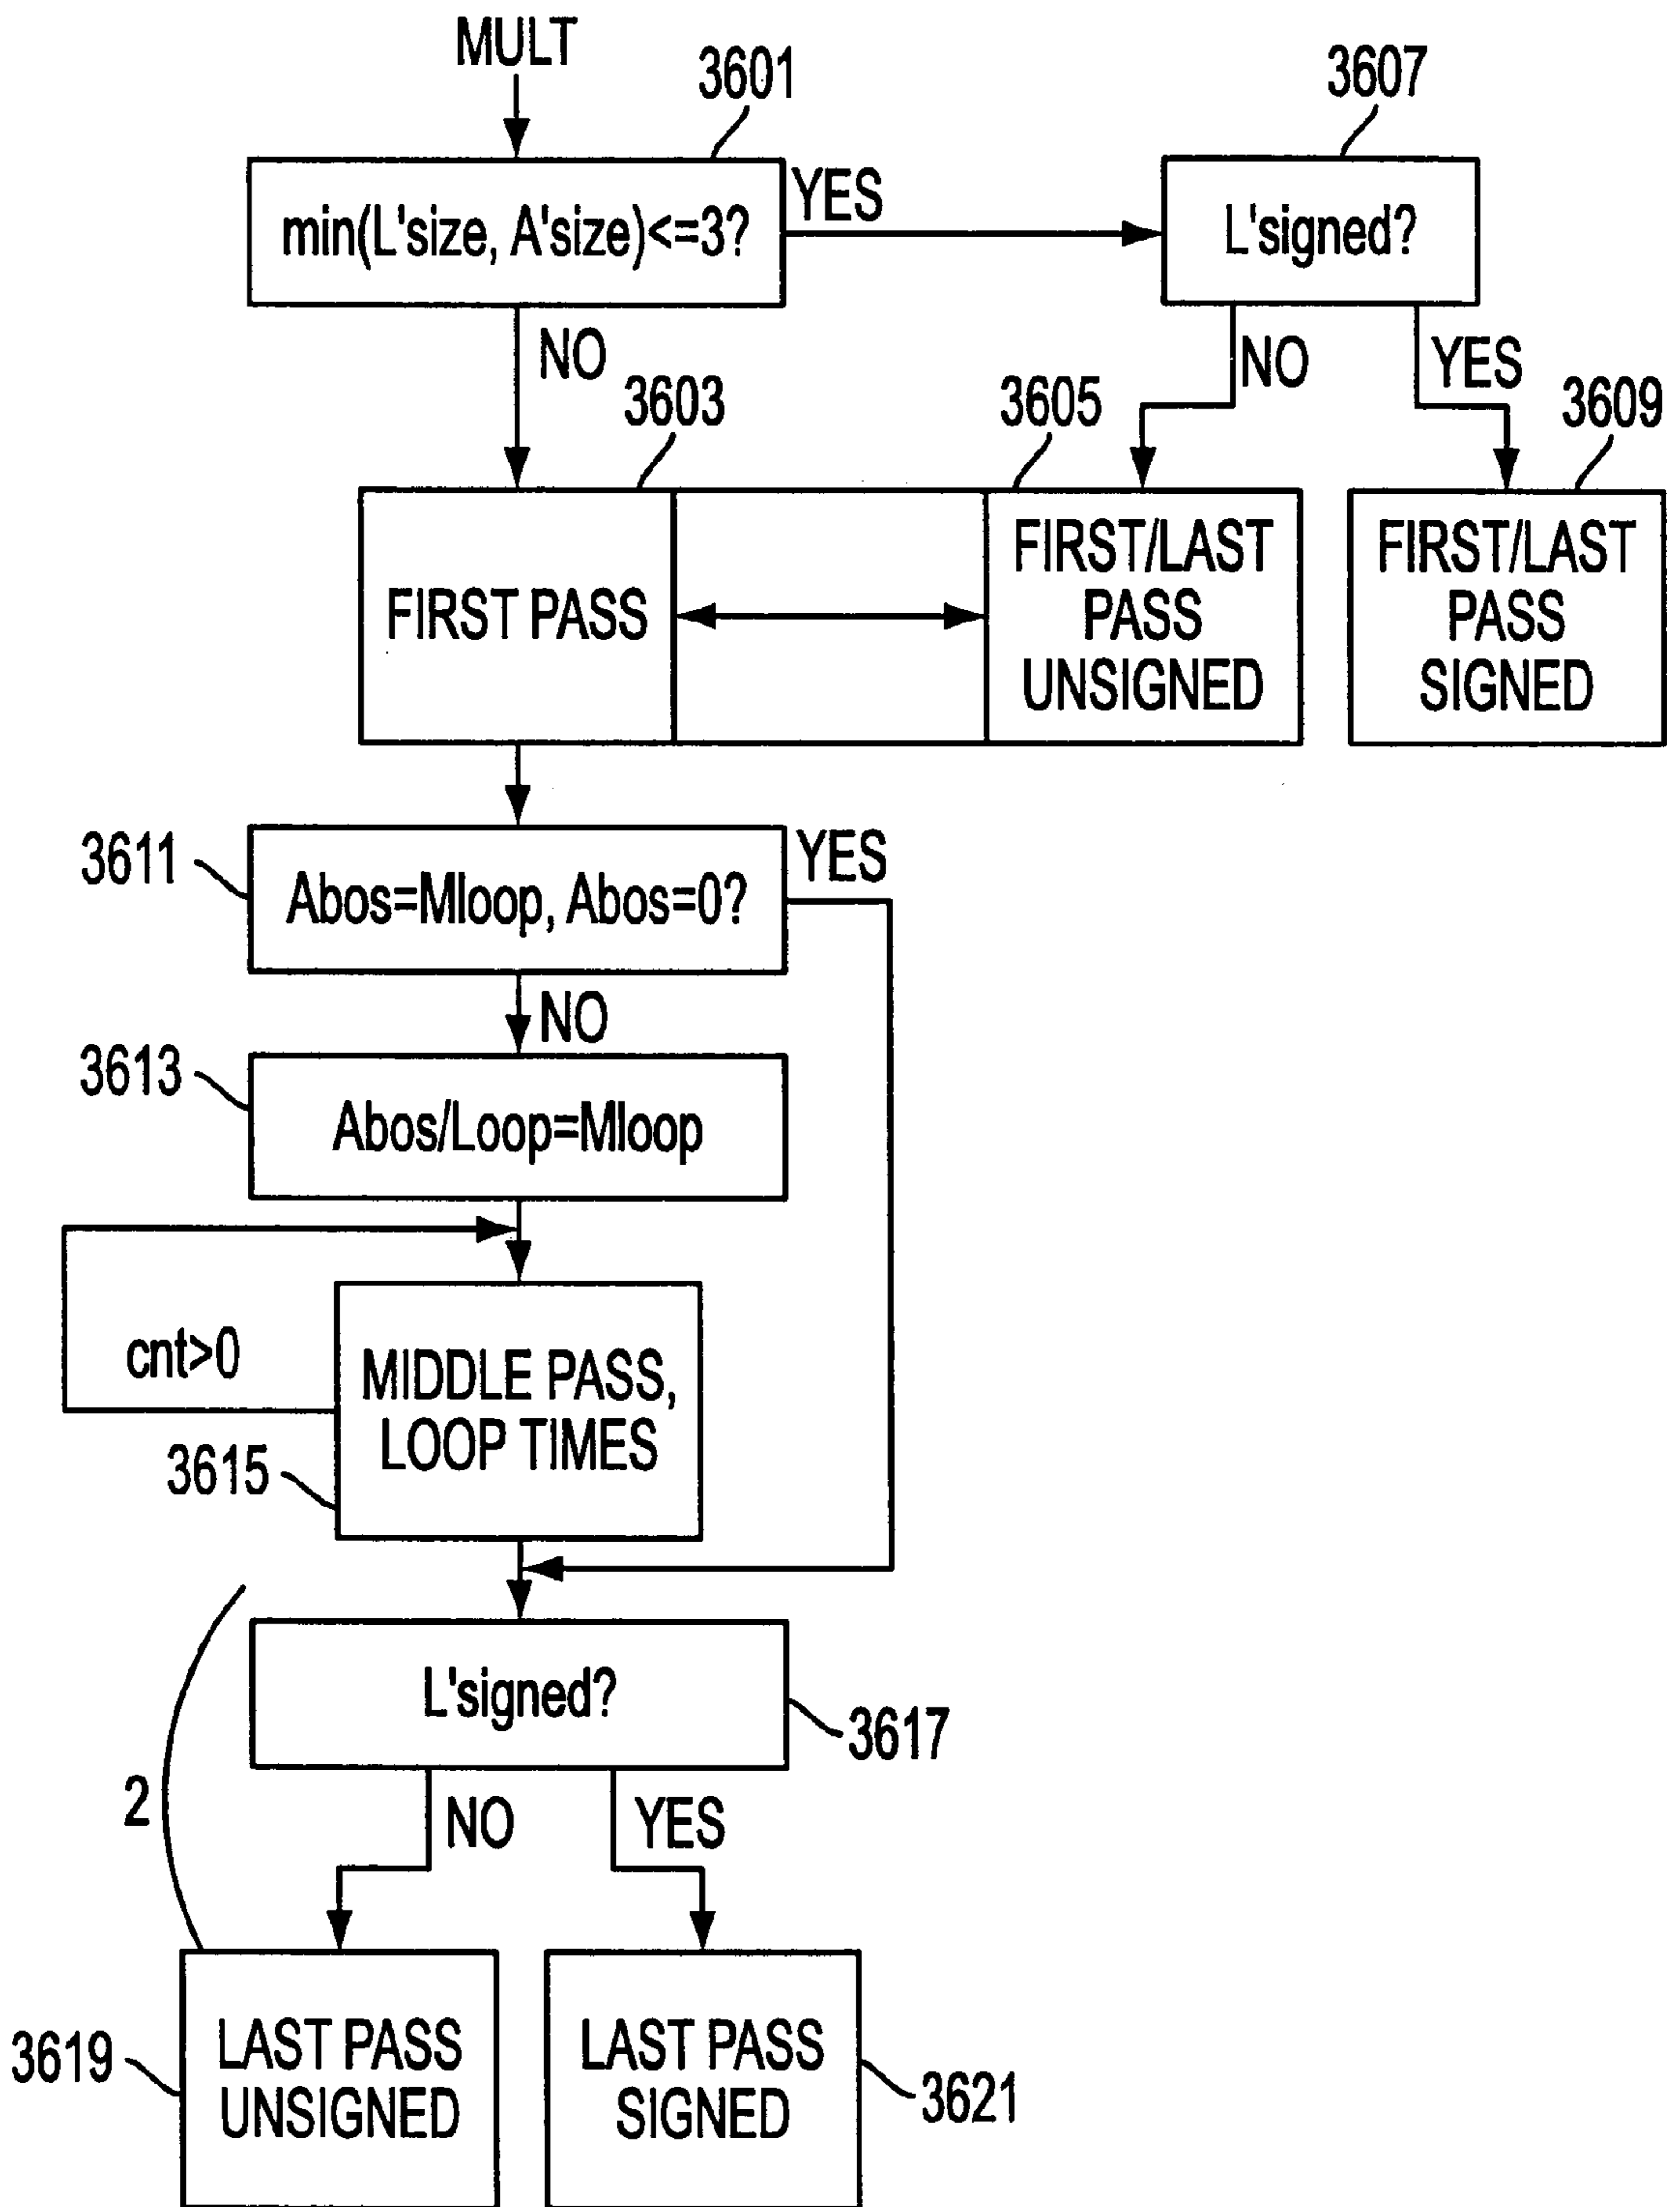 MULT
3601
3607
min(L'size, A'size)<=3?
YES
L'signed?
NO
NO
YES
3603
3605
3609
FIRST PASS
FIRST/LAST
PASS
UNSIGNED
FIRST/LAST
PASS
SIGNED
3611
Abos=Mloop, Abos=0?
YES
NO
3613
Abos/Loop=Mloop
cnt>0
MIDDLE PASS,
LOOP TIMES
3615
L'signed?
3617
2
NO
YES
3619
LAST PASS
UNSIGNED
LAST PASS
SIGNED
3621